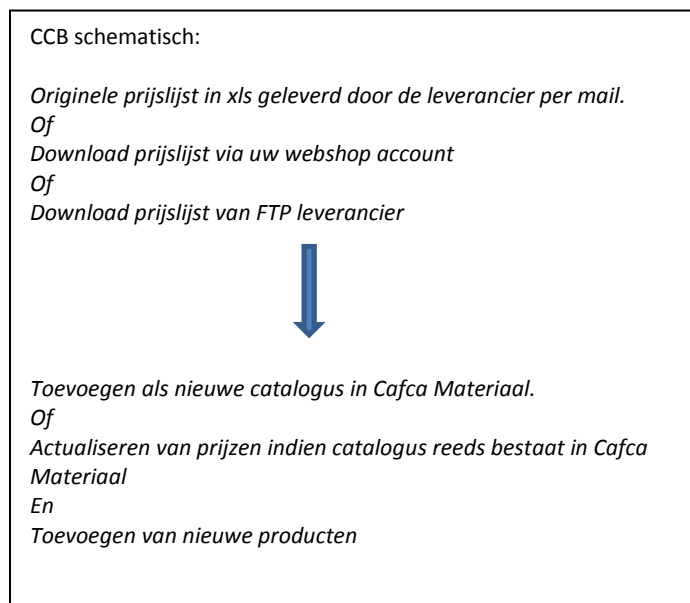 CCB schematisch:
Originele prijslijst in xls geleverd door de leverancier per mail.
Of
Download prijslijst via uw webshop account
Of
Download prijslijst van FTP leverancier
Toevoegen als nieuwe catalogus in Cafca Materiaal.
Of
Actualiseren van prijzen indien catalogus reeds bestaat in Cafca
Materiaal
En
Toevoegen van nieuwe producten